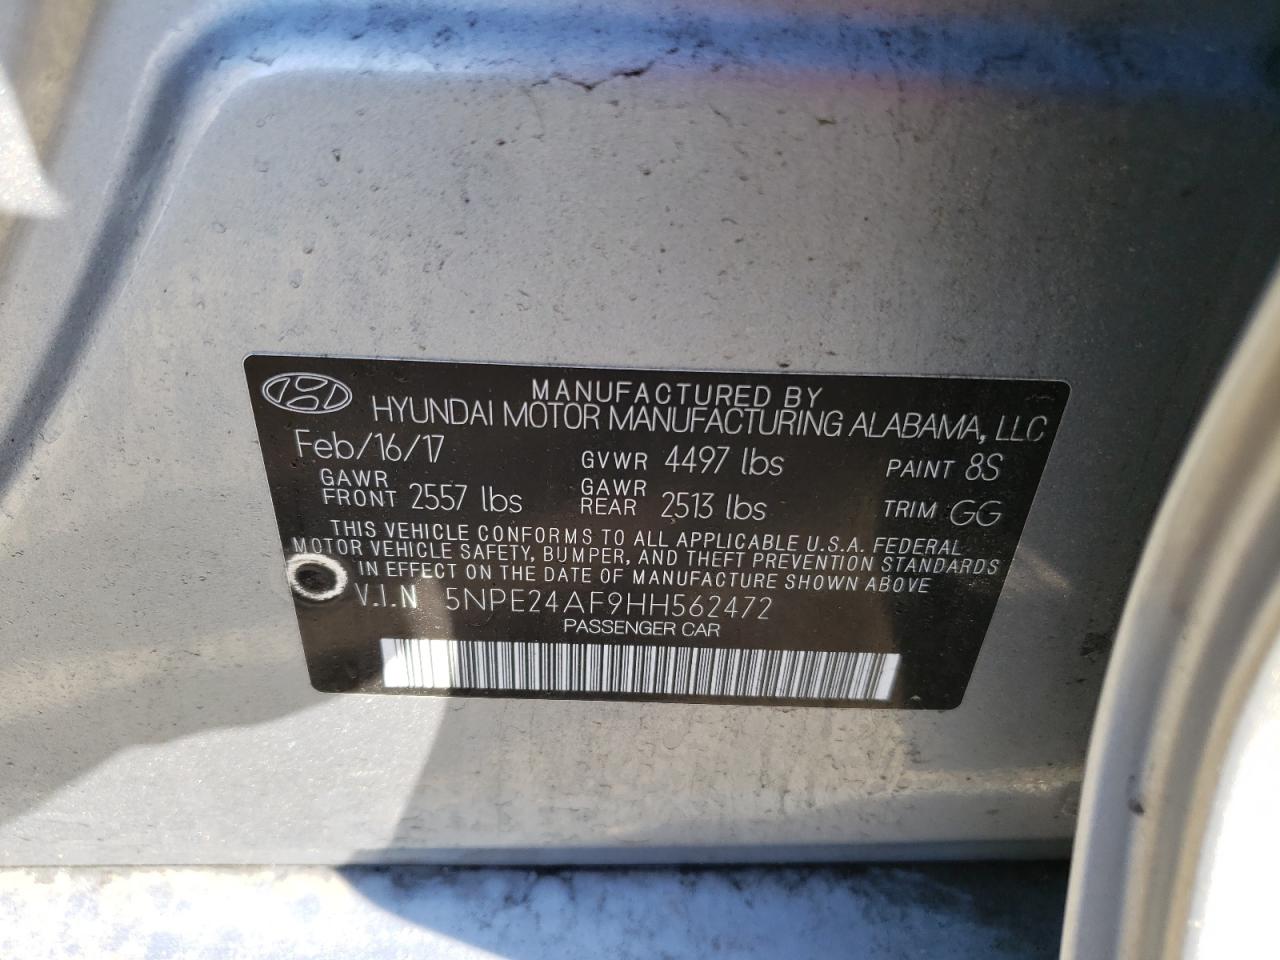 MANUFACTURED BY
HYUNDAI MOTOR MANUFACTURING ALABAMA, LLC
Feb/16/17 GVWR 4497 lbs PAINT 8S
GAWR FRONT 2557 lbs GAWR REAR 2513 lbs TRIM GG
THIS VEHICLE CONFORMS TO ALL APPLICABLE U.S.A. FEDERAL
MOTOR VEHICLE SAFETY, BUMPER, AND THEFT PREVENTION STANDARDS
IN EFFECT ON THE DATE OF MANUFACTURE SHOWN ABOVE
V.I.N 5NPE24AF9HH562472
PASSENGER CAR